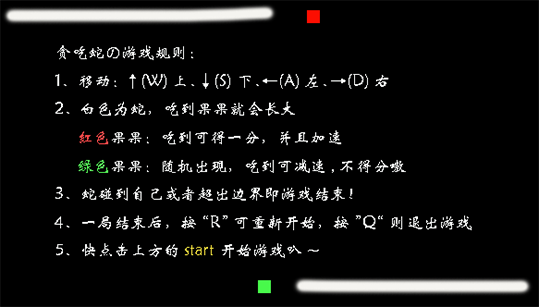 贪吃蛇の游戏规则:
1、移动:↑(W) 上、↓(S) 下、←(A) 左、→(D) 右
2、白色为蛇，吃到果果就会长大
红色果果：吃到可得一分，并且加速
绿色果果：随机出现，吃到可减速,不得分嗷
3、蛇碰到自己或者超出边界即游戏结束！
4、一局结束后，按 “R” 可重新开始，按 ”Q“ 则退出游戏
5、快点击上方的 start 开始游戏叭 ~